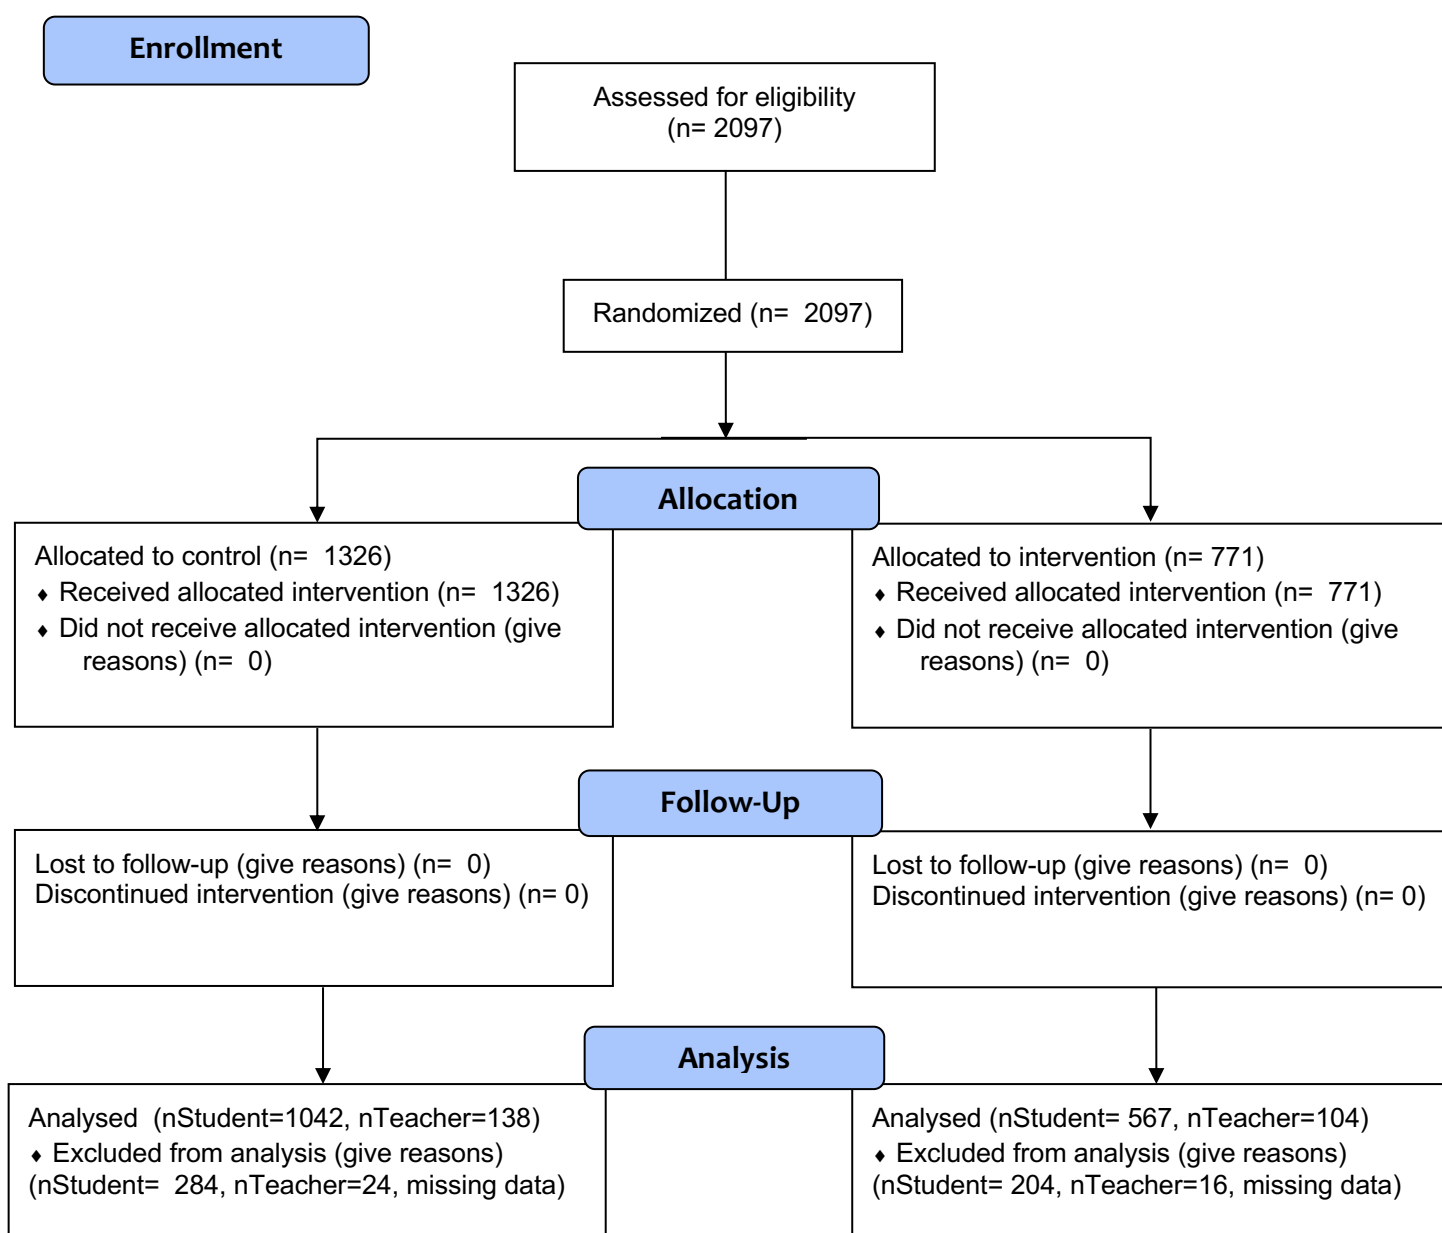 Enrollment
Assessed for eligibility
(n= 2097)
Randomized (n=  2097)
Allocation
Allocated to control (n=  1326)
♦ Received allocated intervention (n=  1326)
♦ Did not receive allocated intervention (give
reasons) (n=  0)
Allocated to intervention (n= 771)
♦ Received allocated intervention (n=  771)
♦ Did not receive allocated intervention (give
reasons) (n=  0)
Follow-Up
Lost to follow-up (give reasons) (n=  0)
Discontinued intervention (give reasons) (n= 0)
Lost to follow-up (give reasons) (n=  0)
Discontinued intervention (give reasons) (n= 0)
Analysis
Analysed  (nStudent=1042, nTeacher=138)
♦ Excluded from analysis (give reasons)
(nStudent=  284, nTeacher=24, missing data)
Analysed (nStudent= 567, nTeacher=104)
♦ Excluded from analysis (give reasons)
(nStudent= 204, nTeacher=16, missing data)